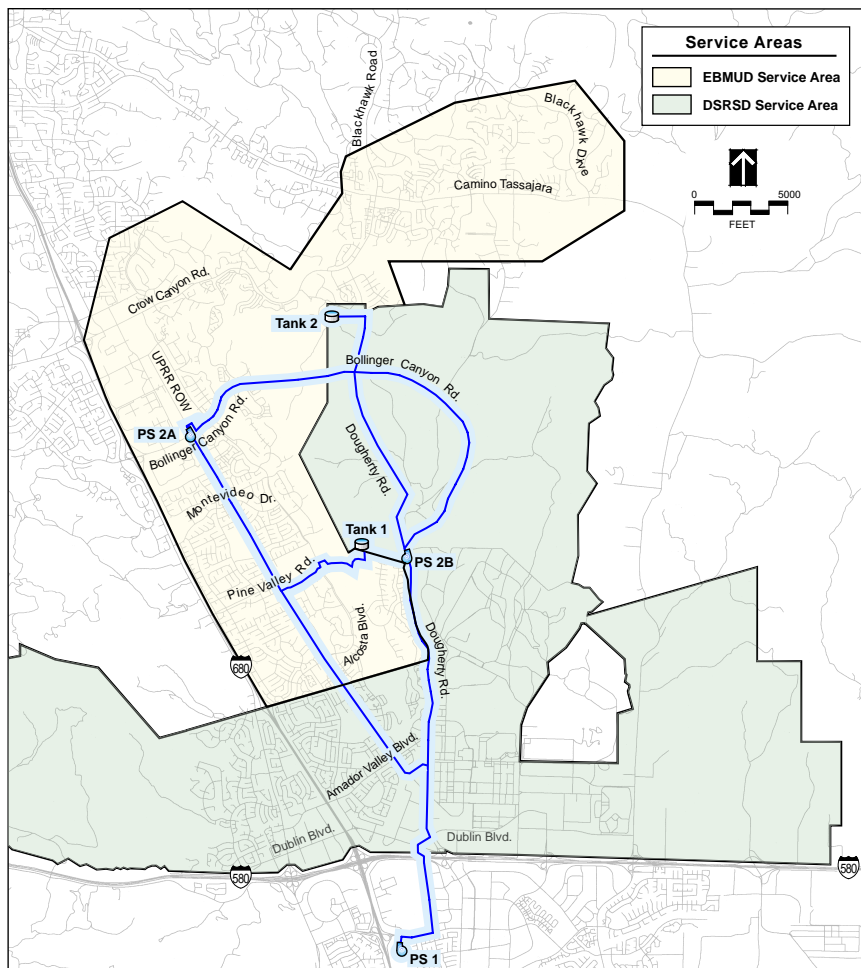 Service Areas
EBMUD Service Area
DSRSD Service Area
Blackhawk Road
Blackhawk Drive
Camino Tassajara
0 5000
FEET
Crow Canyon Rd.
Tank 2
Bollinger Canyon Rd.
UPRR ROW
PS 2A
Bollinger Canyon Rd.
Dougherty Rd.
Montevideo Dr.
Tank 1
PS 2B
Pine Valley Rd.
Alcosta Blvd.
Dougherty Rd.
680
Amador Valley Blvd.
Dublin Blvd.
Dublin Blvd.
580
580
PS 1